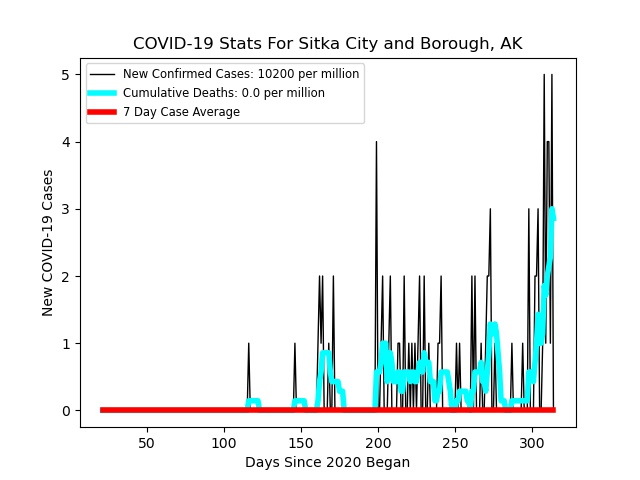 COVID-19 Stats For Sitka City and Borough, AK
New Confirmed Cases: 10200 per million
Cumulative Deaths: 0.0 per million
7 Day Case Average
New COVID-19 Cases
5
4
3
2
1
0
50 100 150 200 250 300
Days Since 2020 Began